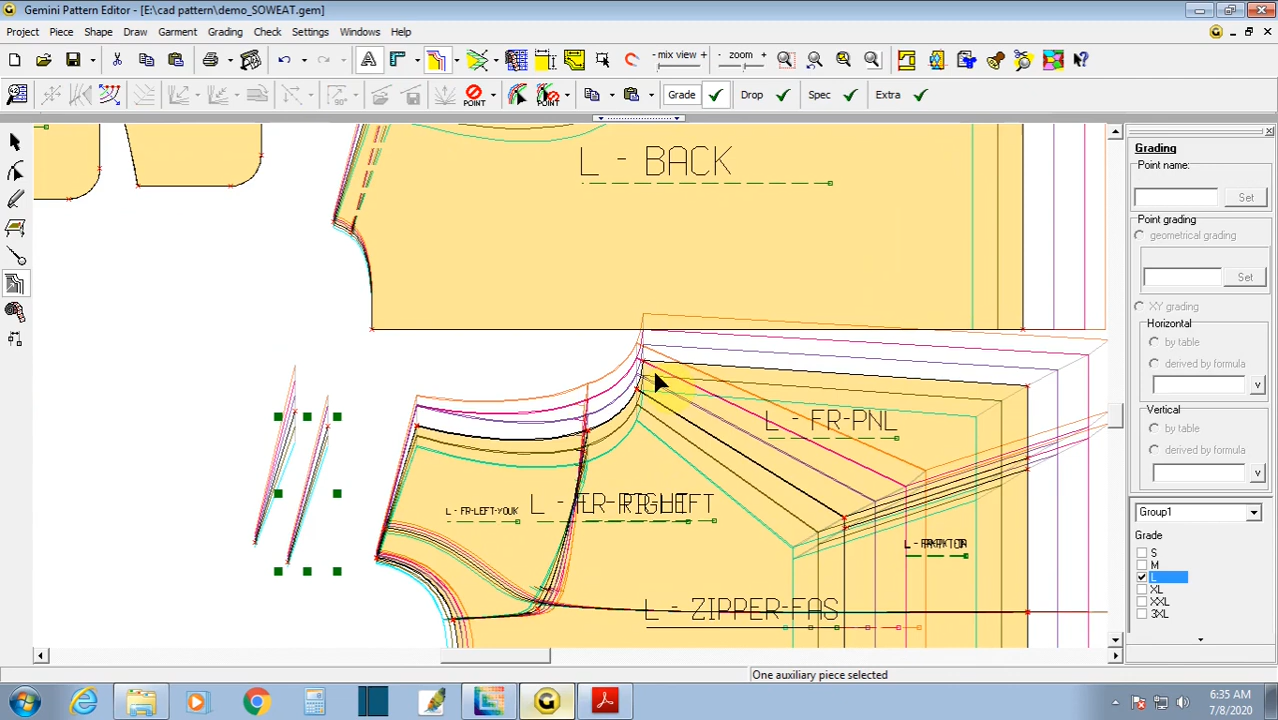 Gemini Pattern Editor - [E:\cad pattern\demo_SOWEAT.gem]
Project Piece Shape Draw Garment Grading Check Settings Windows Help
A mix view + - zoom +
POINT POINT Grade Drop Spec Extra
90°
L - BACK
L - FR-PNL
L - FR-LEFT-YOUK
L - ZIPPER-FAS
Grading
Point name:
Set
Point grading
geometrical grading
Set
XY grading
Horizontal
by table
derived by formula
v
Vertical
by table
derived by formula
v
Group1
Grade
S
M
L
XL
XXL
3XL
One auxiliary piece selected
6:35 AM
7/8/2020